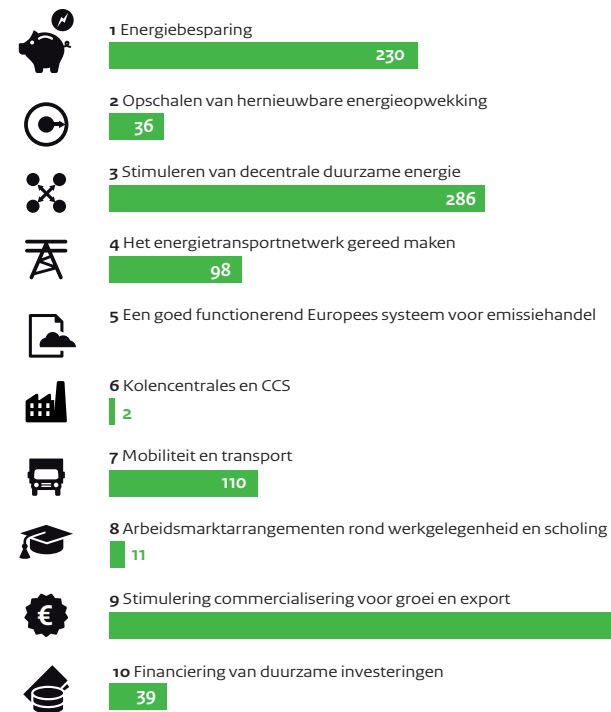 1 Energiebesparing
230
2 Opschalen van hernieuwbare energieopwekking
36
3 Stimuleren van decentrale duurzame energie
286
4 Het energietransportnetwerk gereed maken
98
5 Een goed functionerend Europees systeem voor emissiehandel
6 Kolencentrales en CCS
2
7 Mobiliteit en transport
110
8 Arbeidsmarktarrangementen rond werkgelegenheid en scholing
11
9 Stimulering commercialisering voor groei en export
€
10 Financiering van duurzame investeringen
39